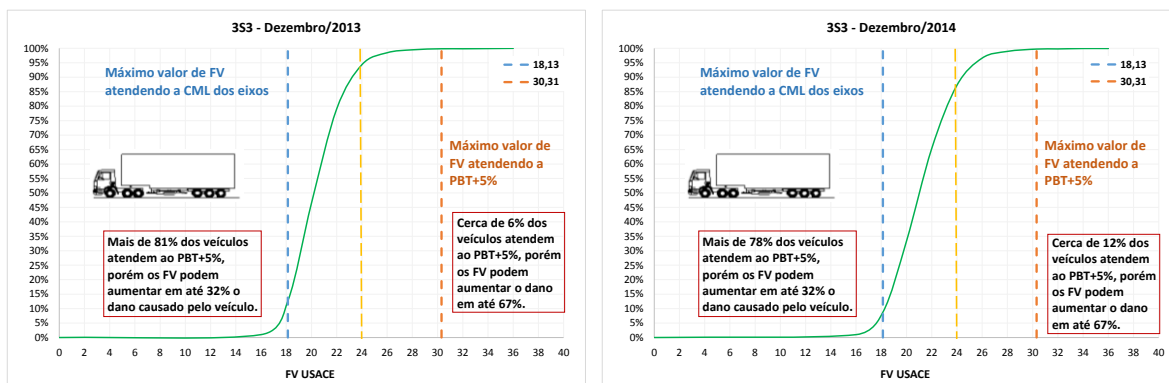 3S3 - Dezembro/2013
100%
95%
90%
85%
80%
75%
70%
65%
60%
55%
50%
45%
40%
35%
30%
25%
20%
15%
10%
5%
0%
Máximo valor de FV
atendendo a CML dos eixos
18,13
30,31
Máximo valor de
FV atendendo a
PBT+5%
Mais de 81% dos veículos
atendem ao PBT+5%,
porém os FV podem
aumentar em até 32% o
dano causado pelo veículo.
Cerca de 6% dos
veículos atendem
ao PBT+5%, porém
os FV podem
aumentar o dano
em até 67%.
0 2 4 6 8 10 12 14 16 18 20 22 24 26 28 30 32 34 36 38 40
FV USACE
3S3 - Dezembro/2014
100%
95%
90%
85%
80%
75%
70%
65%
60%
55%
50%
45%
40%
35%
30%
25%
20%
15%
10%
5%
0%
Máximo valor de FV
atendendo a CML dos eixos
18,13
30,31
Máximo valor de
FV atendendo a
PBT+5%
Mais de 78% dos veículos
atendem ao PBT+5%,
porém os FV podem
aumentar em até 32% o
dano causado pelo veículo.
Cerca de 12% dos
veículos atendem
ao PBT+5%, porém
os FV podem
aumentar o dano
em até 67%.
0 2 4 6 8 10 12 14 16 18 20 22 24 26 28 30 32 34 36 38 40
FV USACE